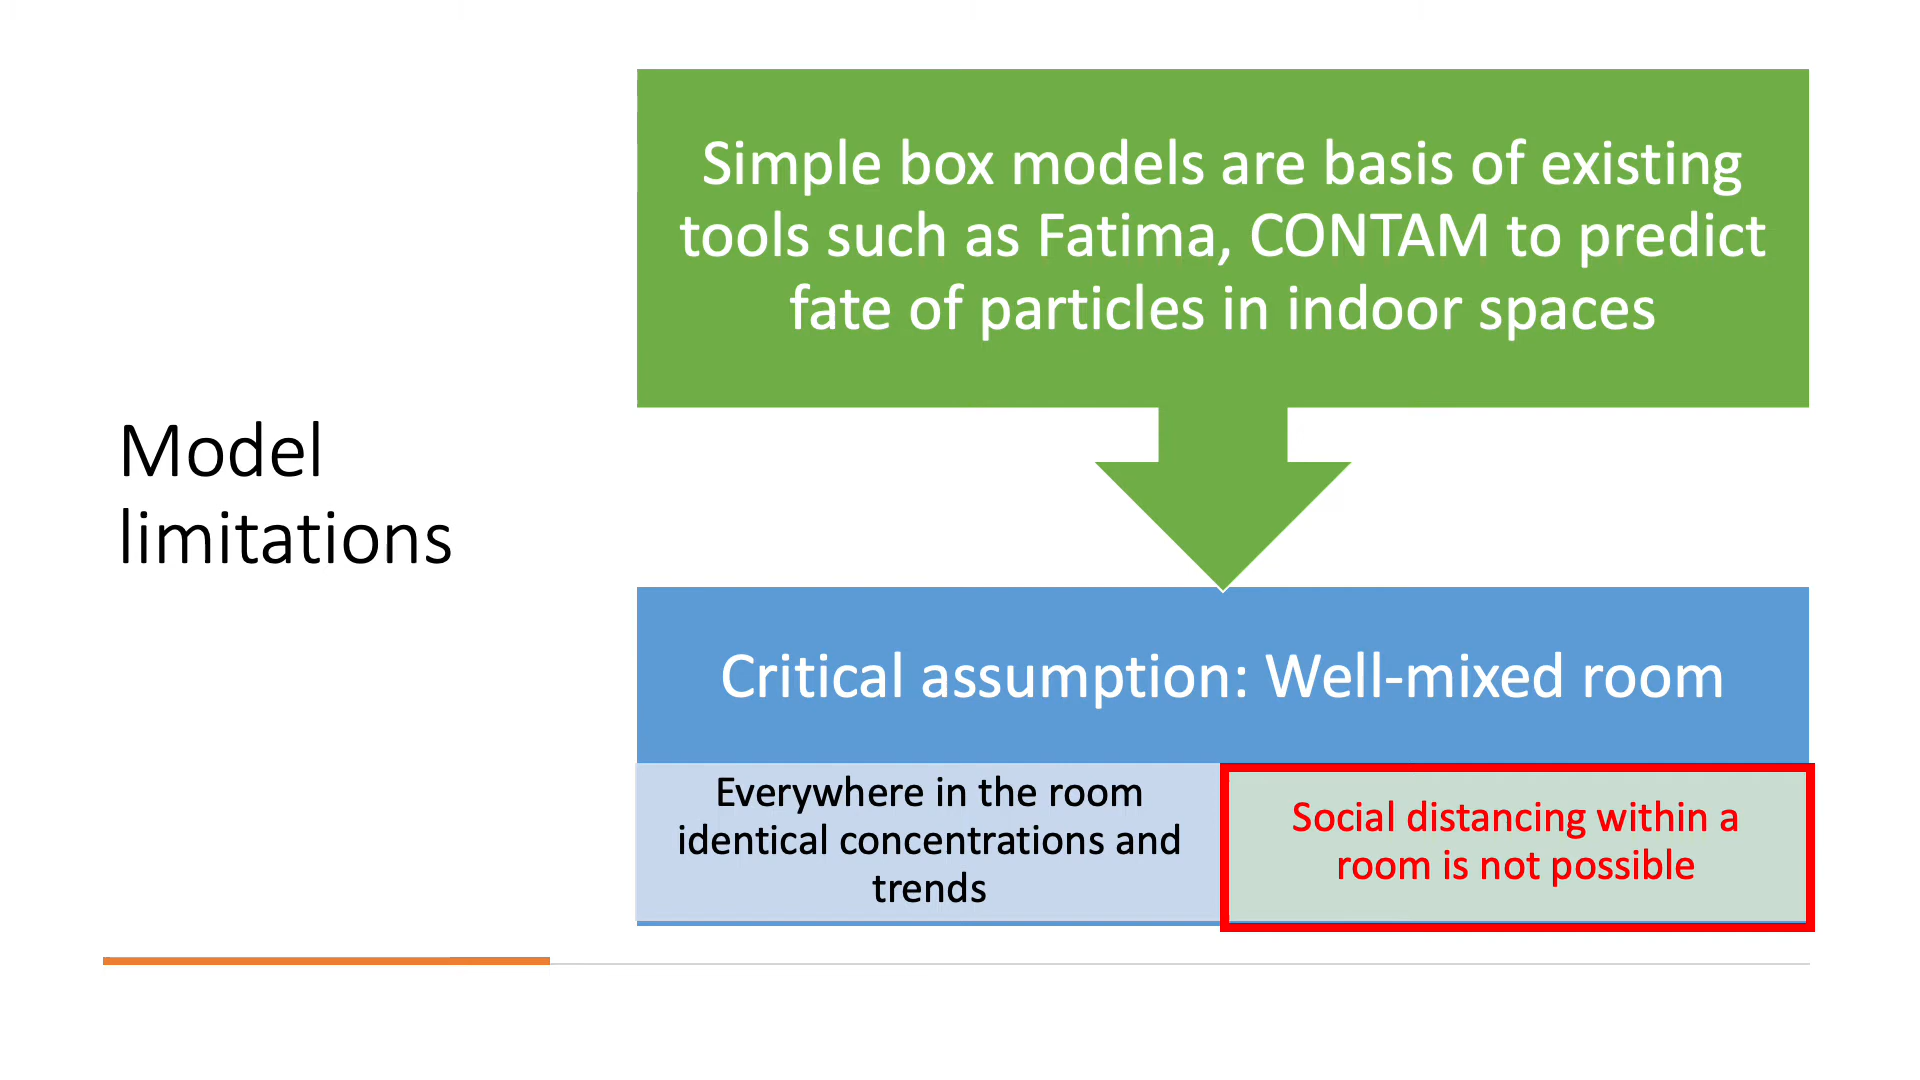 Model
limitations
Simple box models are basis of existing
tools such as Fatima, CONTAM to predict
fate of particles in indoor spaces
Critical assumption: Well-mixed room
Everywhere in the room
identical concentrations and
trends
Social distancing within a
room is not possible